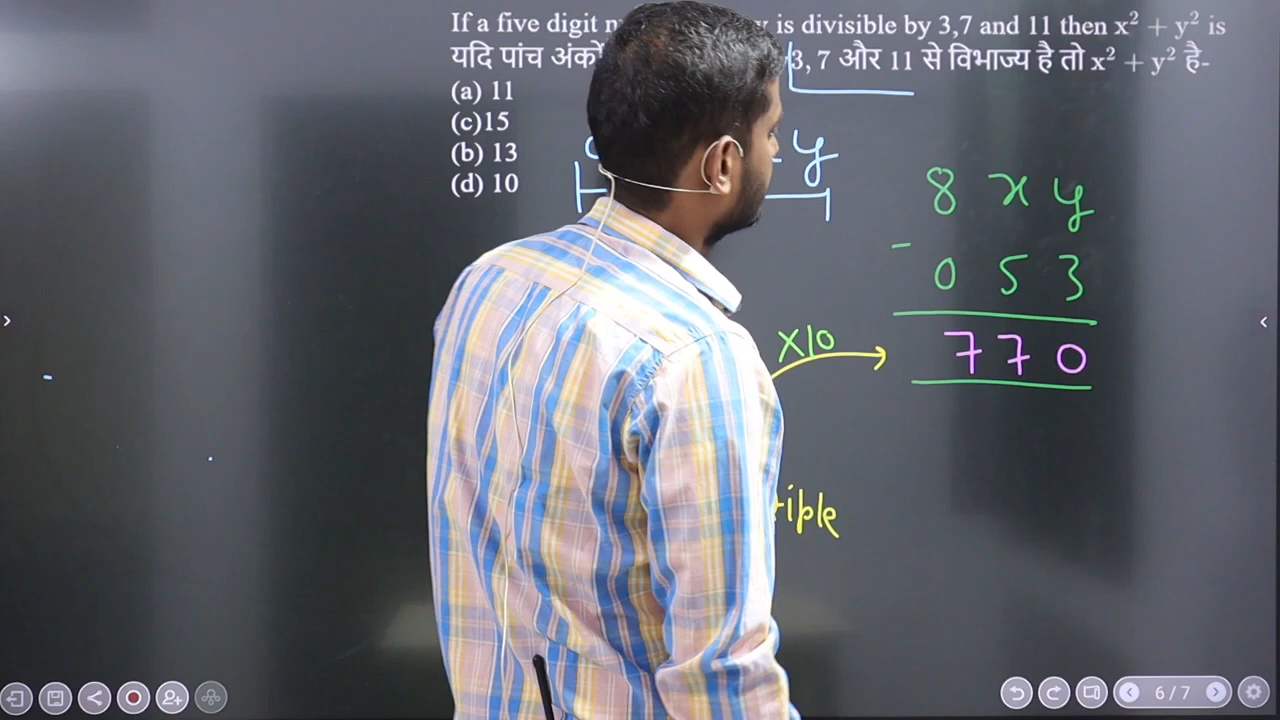 If a five digit y is divisible by 3,7 and 11 then x² + y² is
यदि पांच अंकों 3, 7 और 11 से विभाज्य है तो x² + y² है-
(a) 11
(c)15
(b) 13
(d) 10
y
8 x y
- 0 5 3
7 7 0
X10
6 / 7